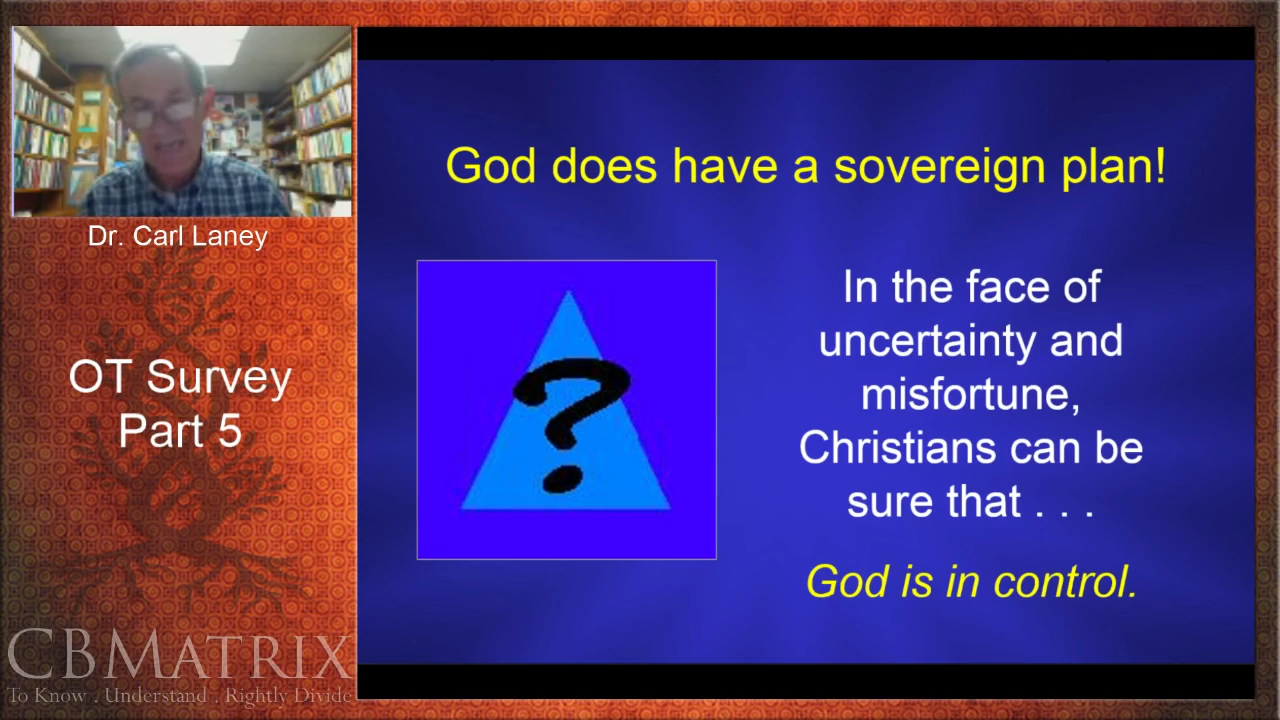 Dr. Carl Laney
OT Survey
Part 5
CBMATRIX
To Know . Understand . Rightly Divide
God does have a sovereign plan!
?
In the face of
uncertainty and
misfortune,
Christians can be
sure that . . .
God is in control.